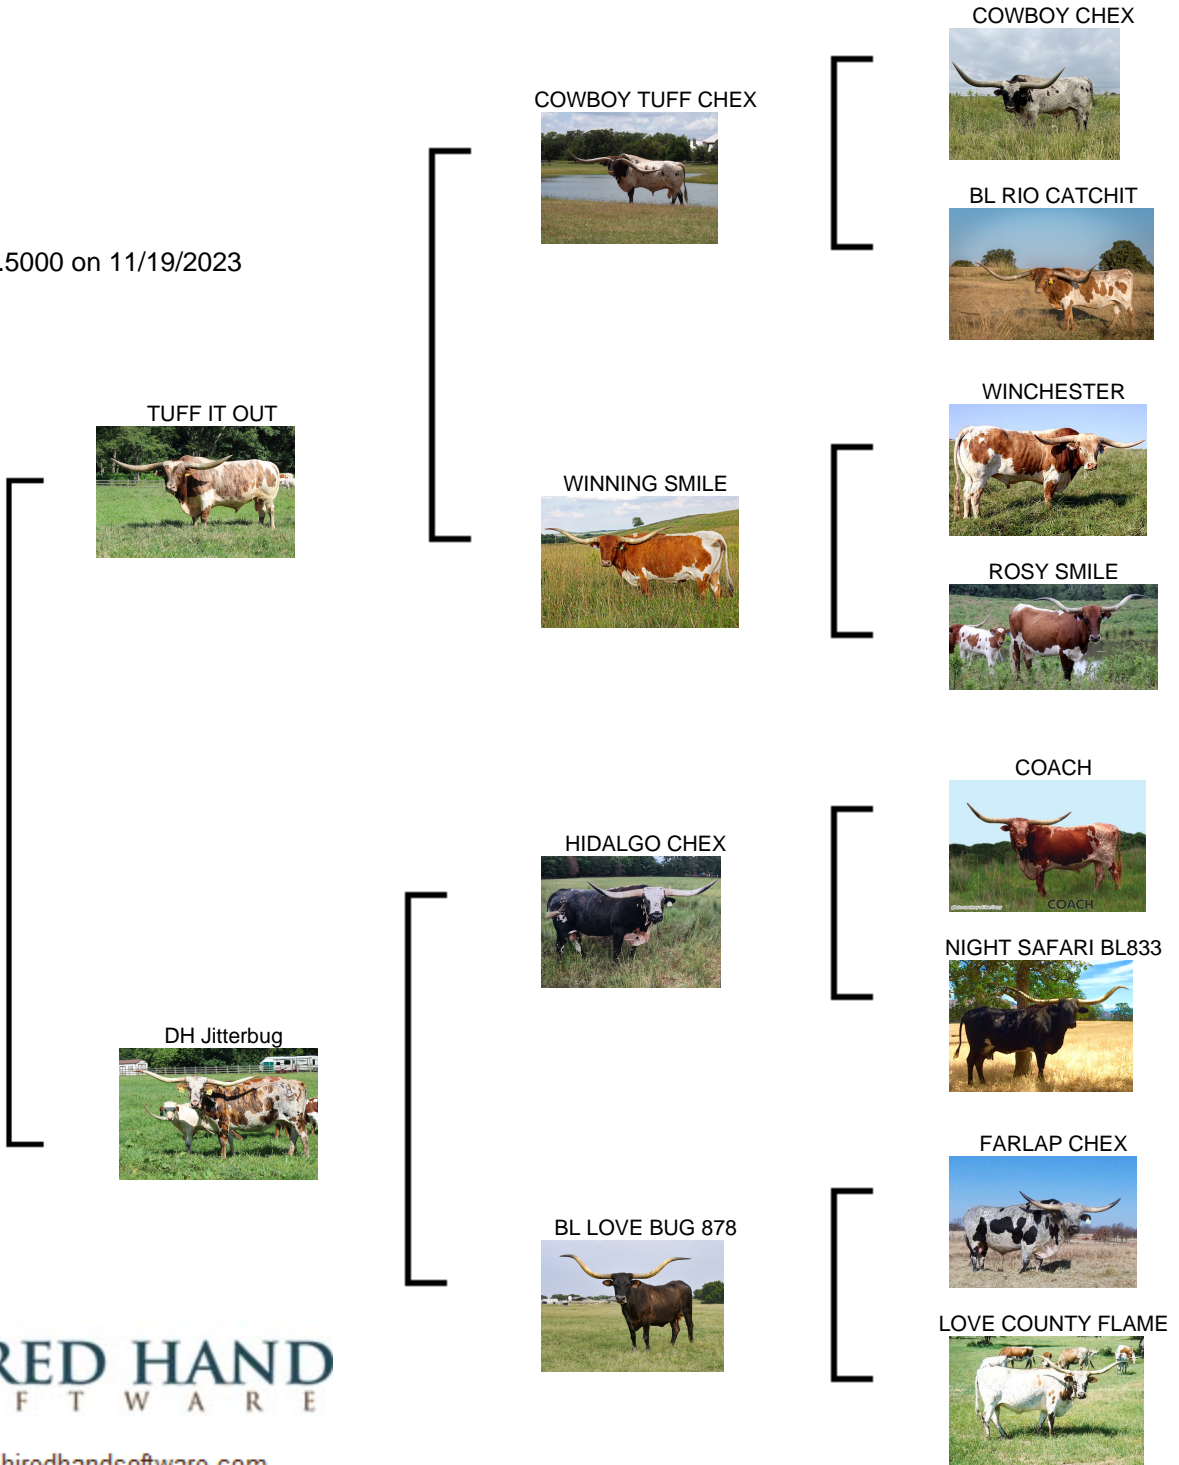 COWBOY CHEX
COWBOY TUFF CHEX
BL RIO CATCHIT
.5000 on 11/19/2023
WINCHESTER
TUFF IT OUT
WINNING SMILE
ROSY SMILE
COACH
HIDALGO CHEX
COACH
NIGHT SAFARI BL833
DH Jitterbug
FARLAP CHEX
BL LOVE BUG 878
LOVE COUNTY FLAME
RED HAND
F T W A R E
hiredhandsoftware.com